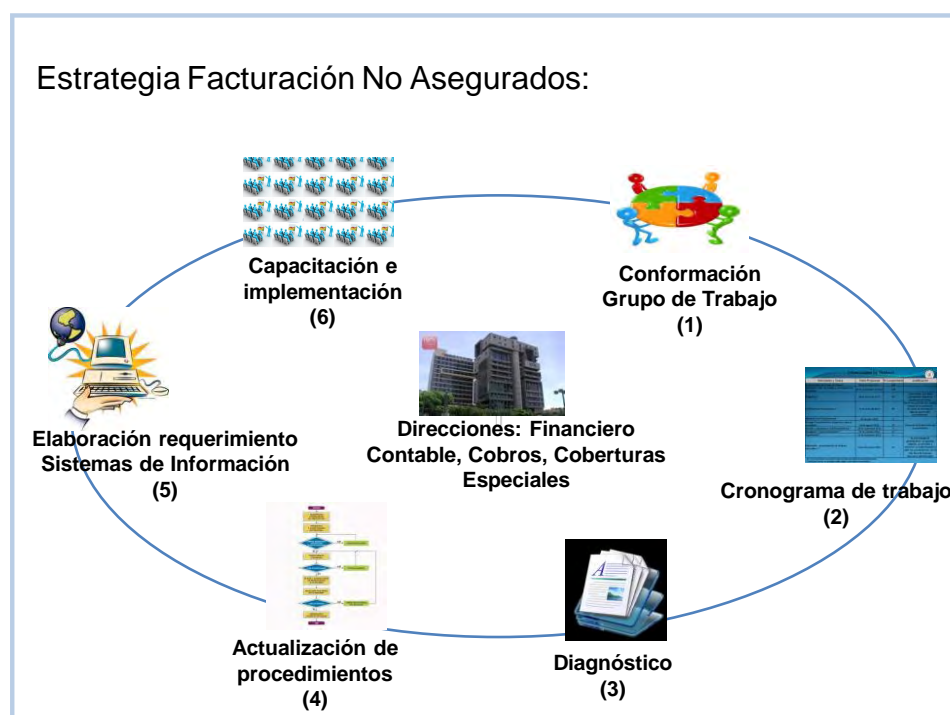 Estrategia Facturación No Asegurados:
Capacitación e
implementación
(6)
Conformación
Grupo de Trabajo
(1)
Elaboración requerimiento
Sistemas de Información
(5)
Direcciones: Financiero
Contable, Cobros, Coberturas
Especiales
Cronograma de trabajo
(2)
Actualización de
procedimientos
(4)
Diagnóstico
(3)